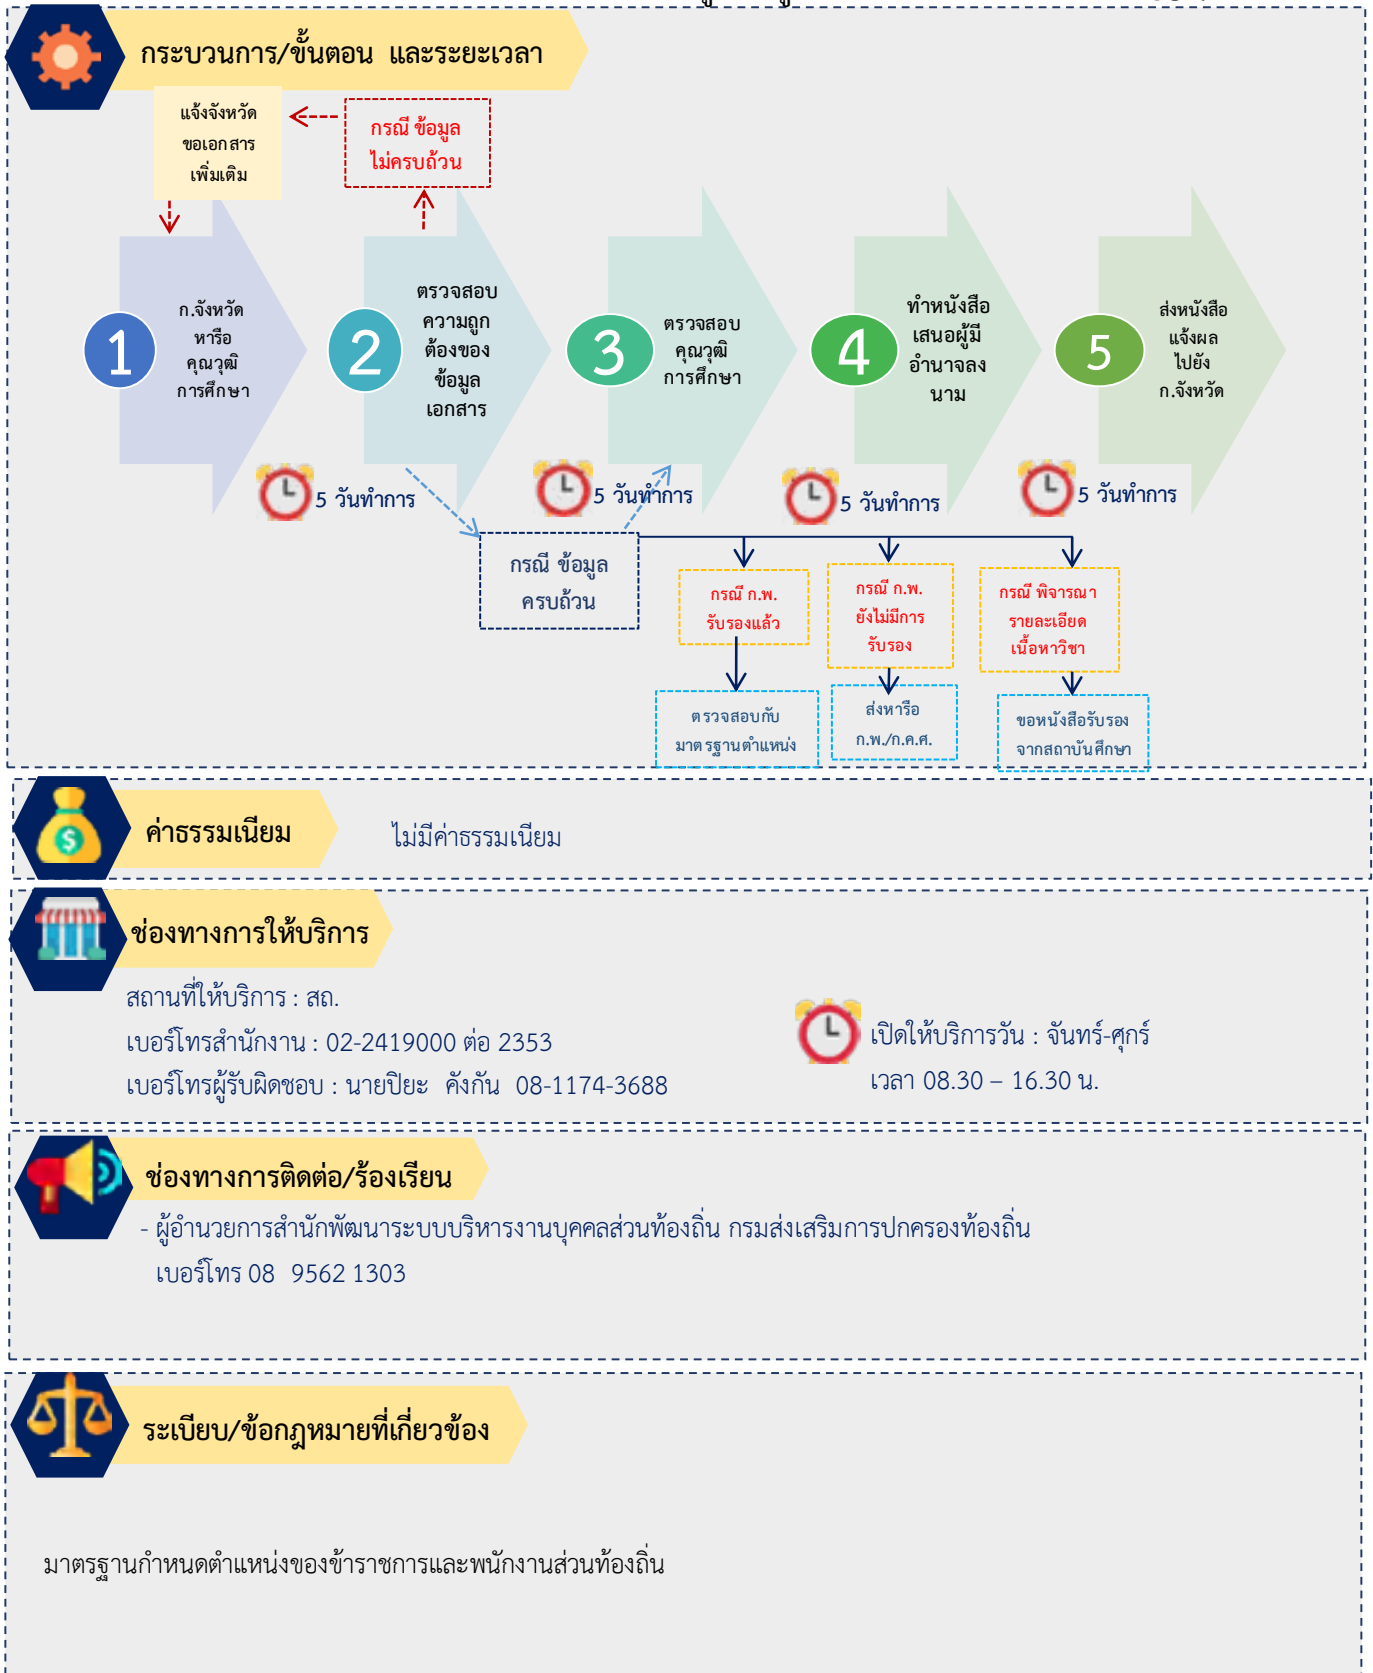 กระบวนการ/ขั้นตอน และระยะเวลา
แจ้งจังหวัด
ขอเอกสาร
เพิ่มเติม
กรณี ข้อมูล
ไม่ครบถ้วน
1
ก.จังหวัด
หารือ
คุณวุฒิ
การศึกษา
2
ตรวจสอบ
ความถูก
ต้องของ
ข้อมูล
เอกสาร
3
ตรวจสอบ
คุณวุฒิ
การศึกษา
4
ทำหนังสือ
เสนอผู้มี
อำนาจลง
นาม
5
ส่งหนังสือ
แจ้งผล
ไปยัง
ก.จังหวัด
5 วันทำการ
5 วันทำการ
5 วันทำการ
5 วันทำการ
กรณี ข้อมูล
ครบถ้วน
กรณี ก.พ.
รับรองแล้ว
กรณี ก.พ.
ยังไม่มีการ
รับรอง
กรณี พิจารณา
รายละเอียด
เนื้อหาวิชา
ตรวจสอบกับ
มาตรฐานตำแหน่ง
ส่งหารือ
ก.พ./ก.ค.ศ.
ขอหนังสือรับรอง
จากสถาบันศึกษา
ค่าธรรมเนียม
ไม่มีค่าธรรมเนียม
ช่องทางการให้บริการ
สถานที่ให้บริการ : สถ.
เบอร์โทรสำนักงาน : 02-2419000 ต่อ 2353
เบอร์โทรผู้รับผิดชอบ : นายปิยะ คังกัน 08-1174-3688
เปิดให้บริการวัน : จันทร์-ศุกร์
เวลา 08.30 – 16.30 น.
ช่องทางการติดต่อ/ร้องเรียน
- ผู้อำนวยการสำนักพัฒนาระบบบริหารงานบุคคลส่วนท้องถิ่น กรมส่งเสริมการปกครองท้องถิ่น
เบอร์โทร 08 9562 1303
ระเบียบ/ข้อกฎหมายที่เกี่ยวข้อง
มาตรฐานกำหนดตำแหน่งของข้าราชการและพนักงานส่วนท้องถิ่น